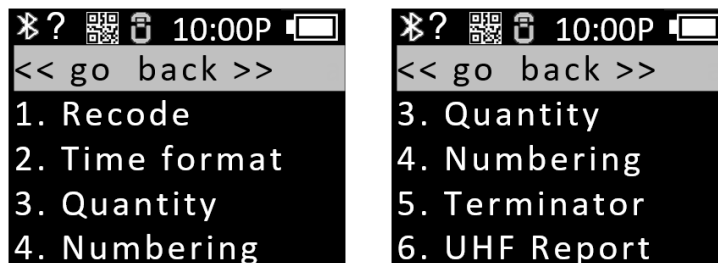 ? 10:00P
<< go back >>
1. Recode
2. Time format
3. Quantity
4. Numbering
? 10:00P
<< go back >>
3. Quantity
4. Numbering
5. Terminator
6. UHF Report